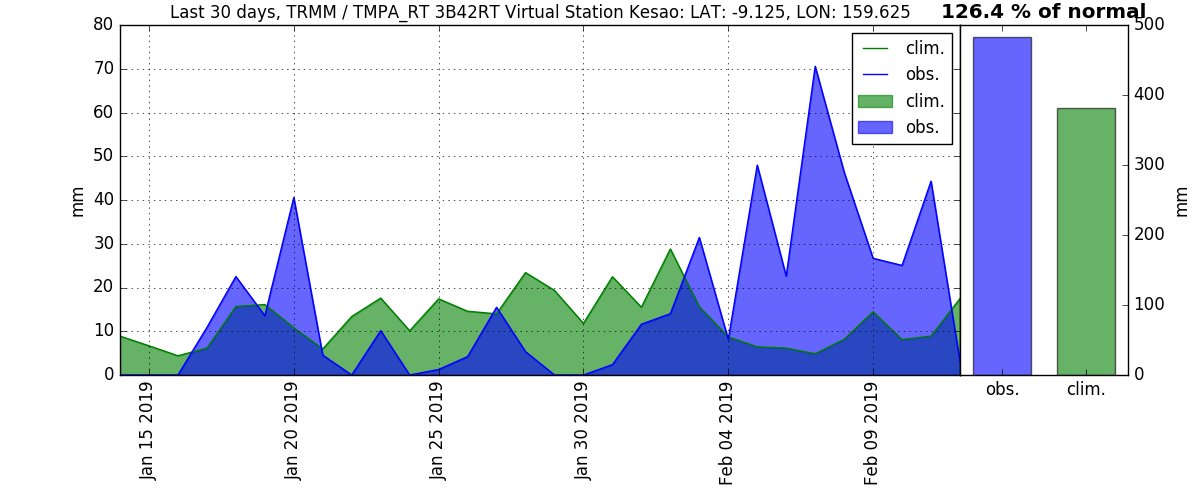 Last 30 days, TRMM / TMPA_RT 3B42RT Virtual Station Kesao: LAT: -9.125, LON: 159.625
126.4 % of normal
80
70
60
50
40
30
20
10
0
mm
clim.
obs.
clim.
obs.
500
400
300
200
100
0
mm
Jan 15 2019
Jan 20 2019
Jan 25 2019
Jan 30 2019
Feb 04 2019
Feb 09 2019
obs.
clim.